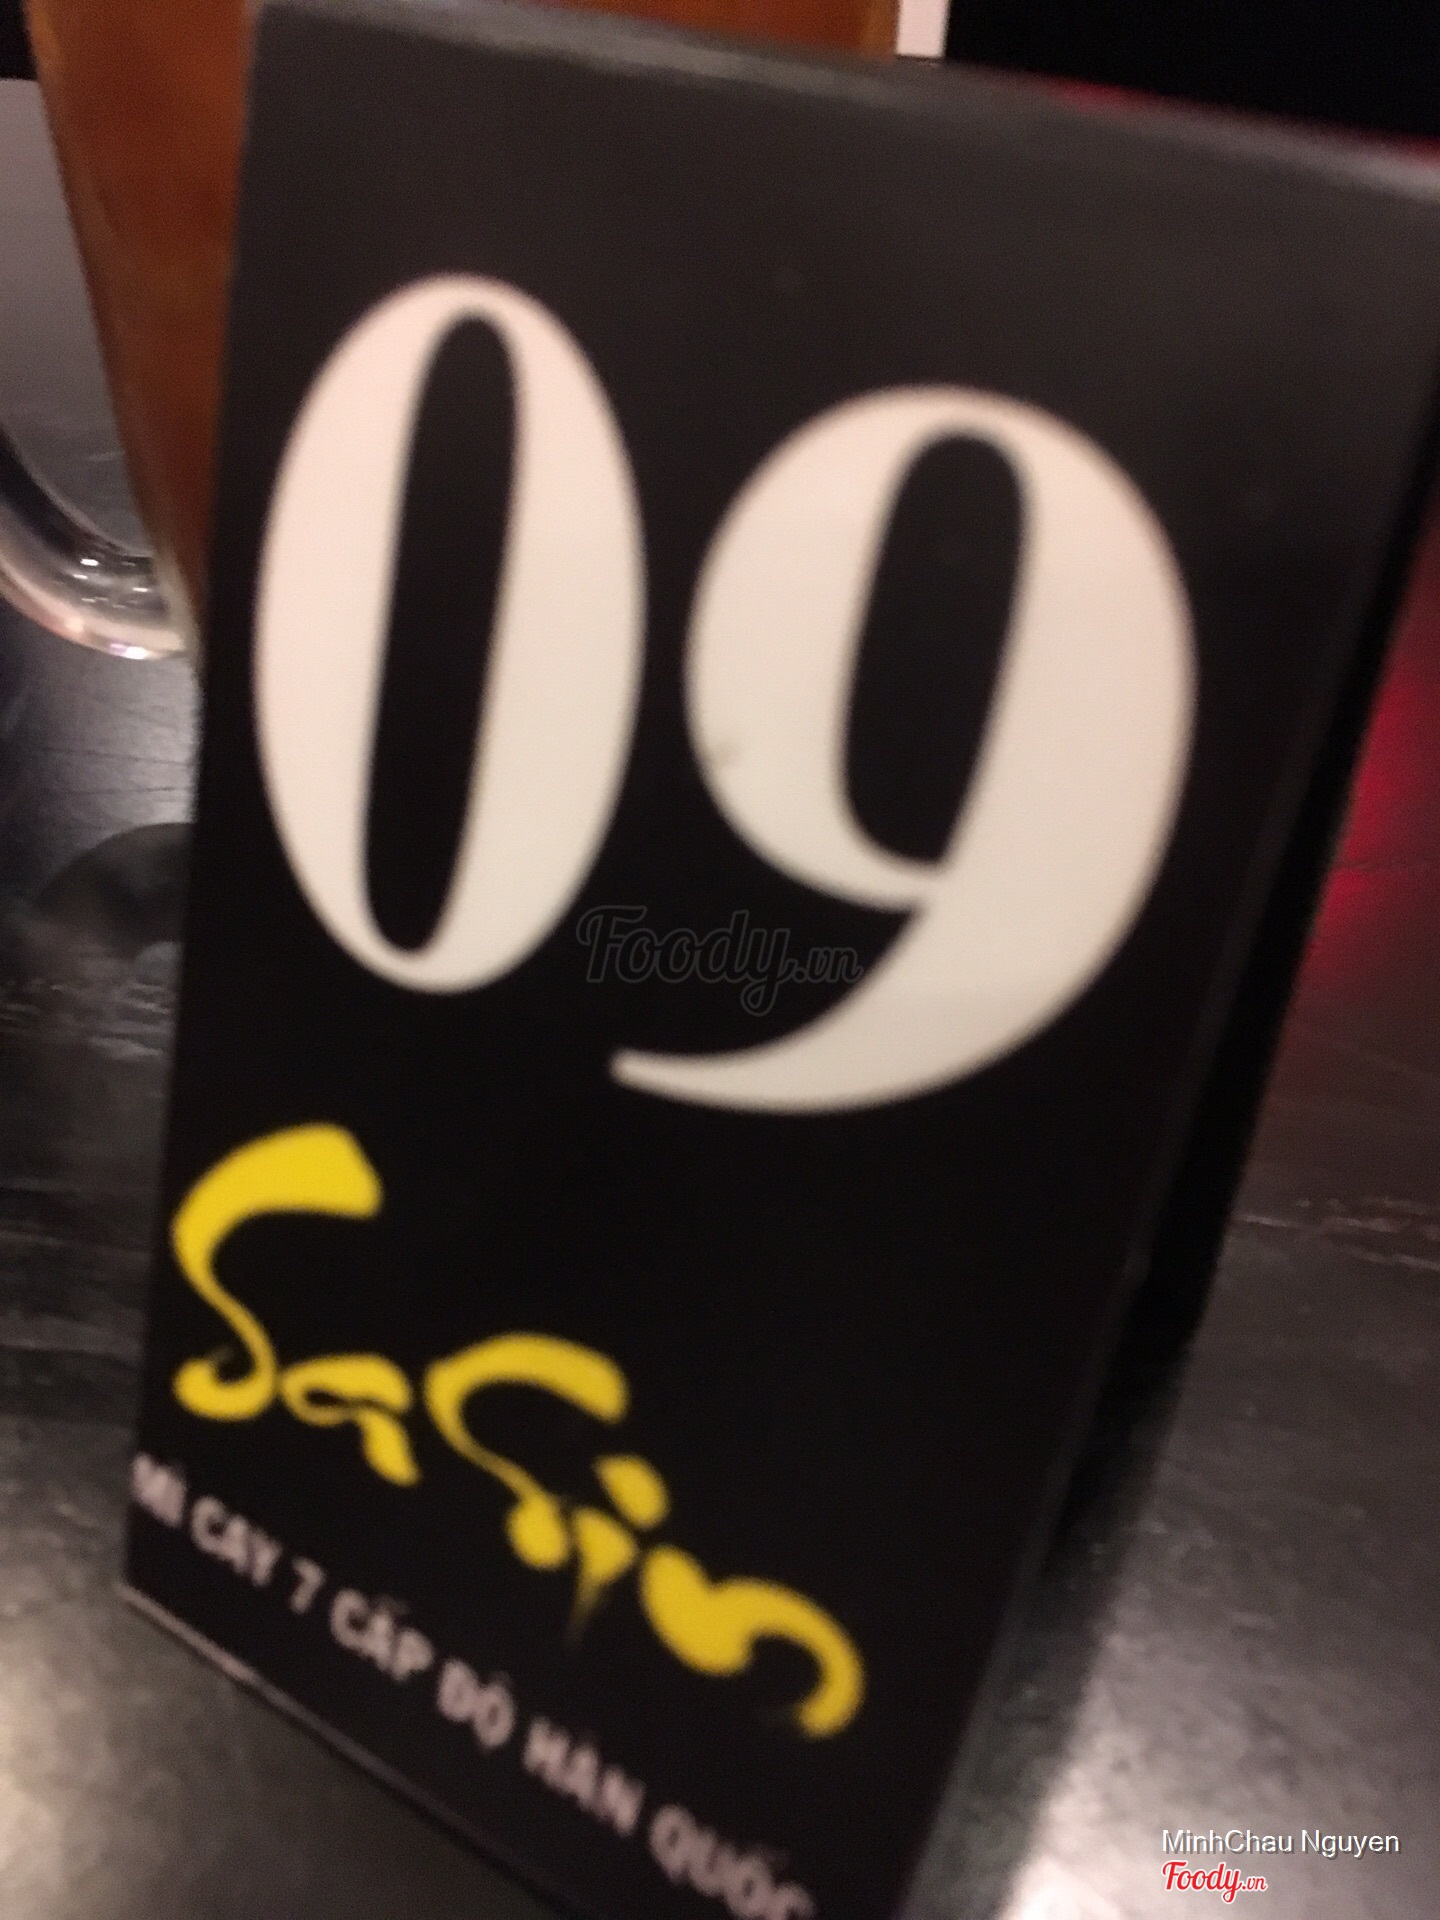 09
Foody.vn
SaSin
MÌ CAY 7 CẤP ĐỘ HÀN QUỐC
MinhChau Nguyen
Foody.vn